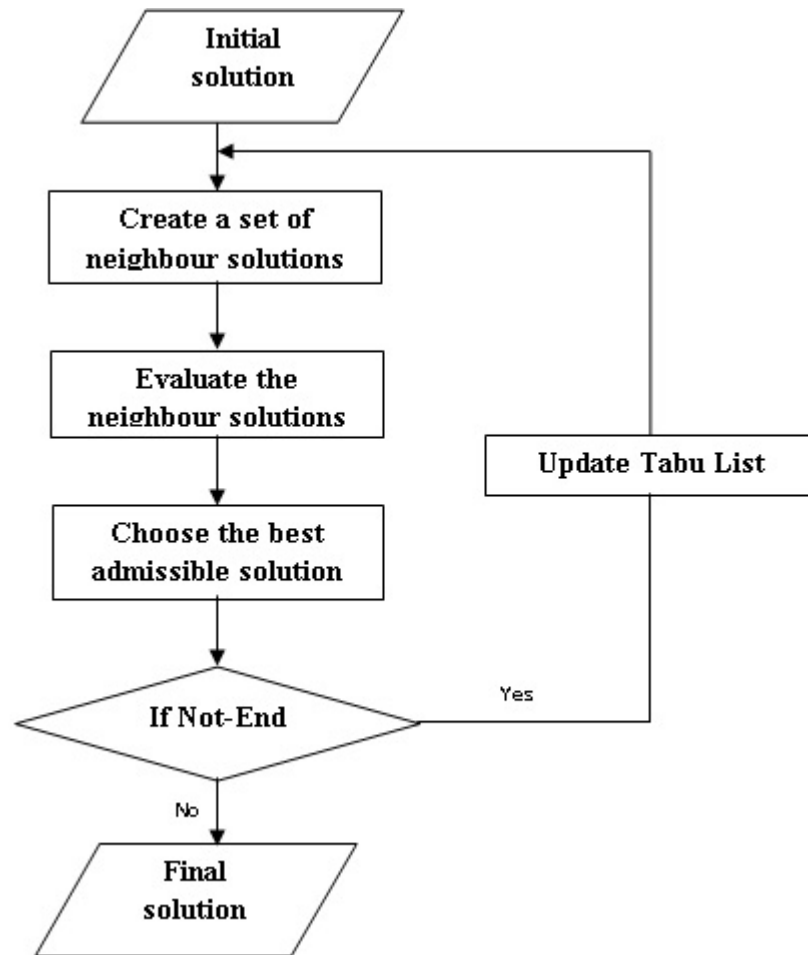 Initial
solution
Create a set of
neighbour solutions
Evaluate the
neighbour solutions
Update Tabu List
Choose the best
admissible solution
If Not-End
Yes
No
Final
solution